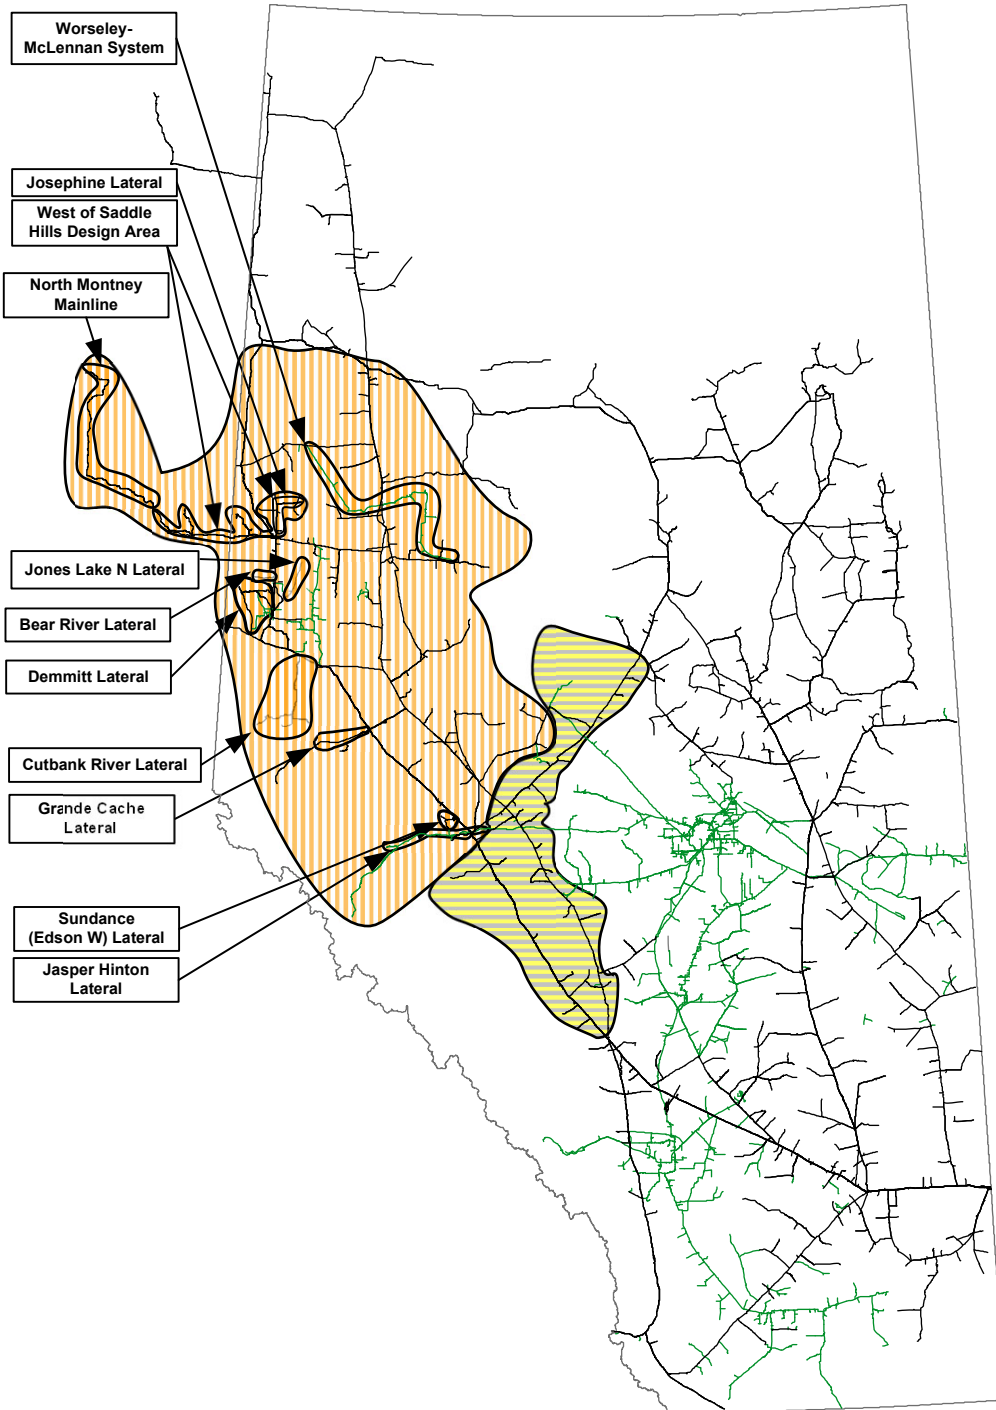 Worseley-
McLennan System
Josephine Lateral
West of Saddle
Hills Design Area
North Montney
Mainline
Jones Lake N Lateral
Bear River Lateral
Demmitt Lateral
Cutbank River Lateral
Grande Cache
Lateral
Sundance
(Edson W) Lateral
Jasper Hinton
Lateral